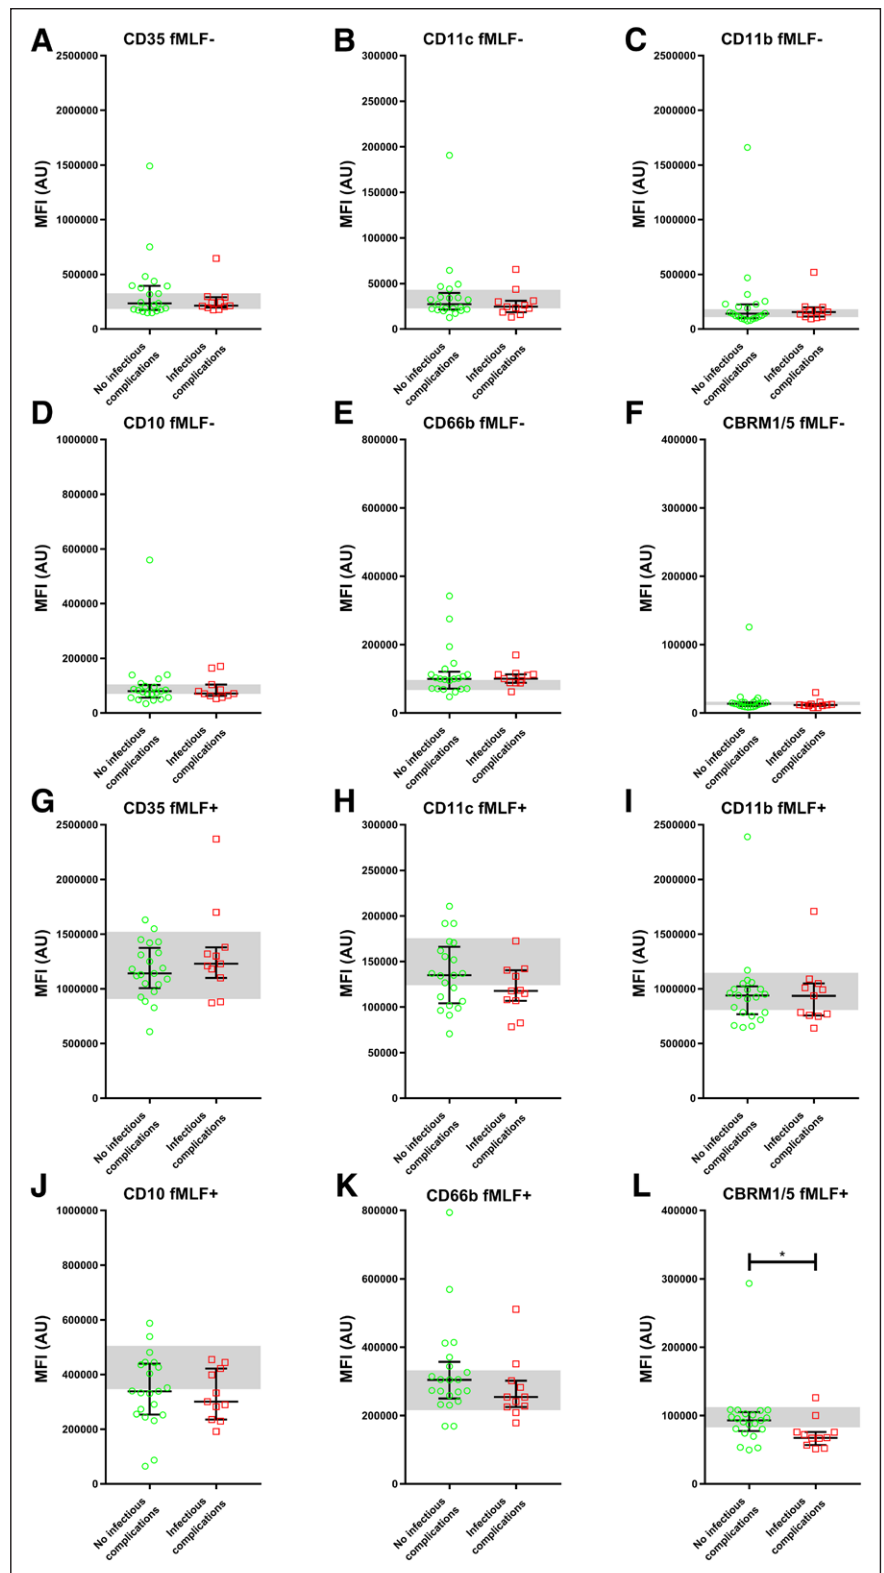 A
CD35 fMLF-
B
CD11c fMLF-
C
CD11b fMLF-
MFI (AU)
2500000
2000000
1500000
1000000
500000
0
No infectious
complications
Infectious
complications
MFI (AU)
300000
250000
200000
150000
100000
50000
0
No infectious
complications
Infectious
complications
MFI (AU)
2500000
2000000
1500000
1000000
500000
0
No infectious
complications
Infectious
complications
D
CD10 fMLF-
E
CD66b fMLF-
F
CBRM1/5 fMLF-
MFI (AU)
1000000
800000
600000
400000
200000
0
No infectious
complications
Infectious
complications
MFI (AU)
800000
600000
400000
200000
0
No infectious
complications
Infectious
complications
MFI (AU)
400000
300000
200000
100000
0
No infectious
complications
Infectious
complications
G
CD35 fMLF+
H
CD11c fMLF+
I
CD11b fMLF+
MFI (AU)
2500000
2000000
1500000
1000000
500000
0
No infectious
complications
Infectious
complications
MFI (AU)
300000
250000
200000
150000
100000
50000
0
No infectious
complications
Infectious
complications
MFI (AU)
2500000
2000000
1500000
1000000
500000
0
No infectious
complications
Infectious
complications
J
CD10 fMLF+
K
CD66b fMLF+
L
CBRM1/5 fMLF+
MFI (AU)
1000000
800000
600000
400000
200000
0
No infectious
complications
Infectious
complications
MFI (AU)
800000
600000
400000
200000
0
No infectious
complications
Infectious
complications
MFI (AU)
400000
300000
200000
100000
0
*
No infectious
complications
Infectious
complications